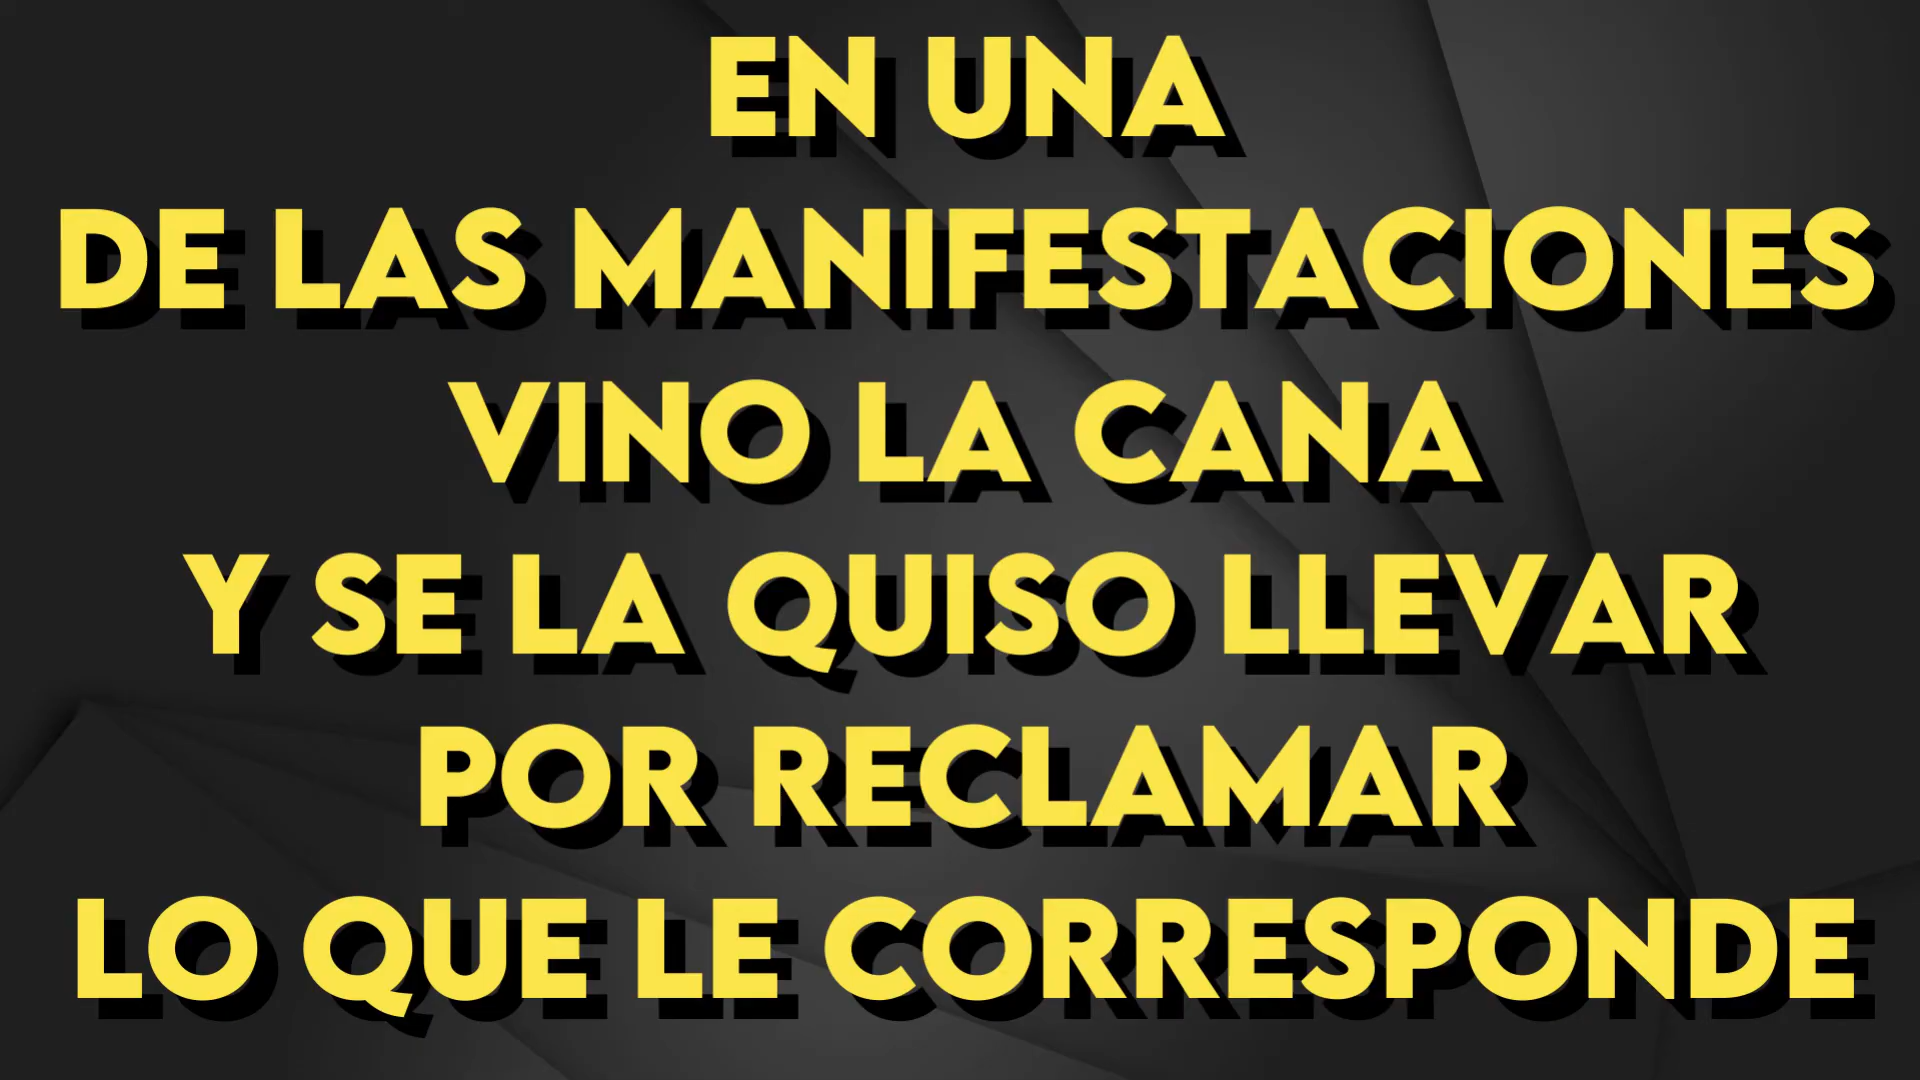 EN UNA
DE LAS MANIFESTACIONES
VINO LA CANA
Y SE LA QUISO LLEVAR
POR RECLAMAR
LO QUE LE CORRESPONDE